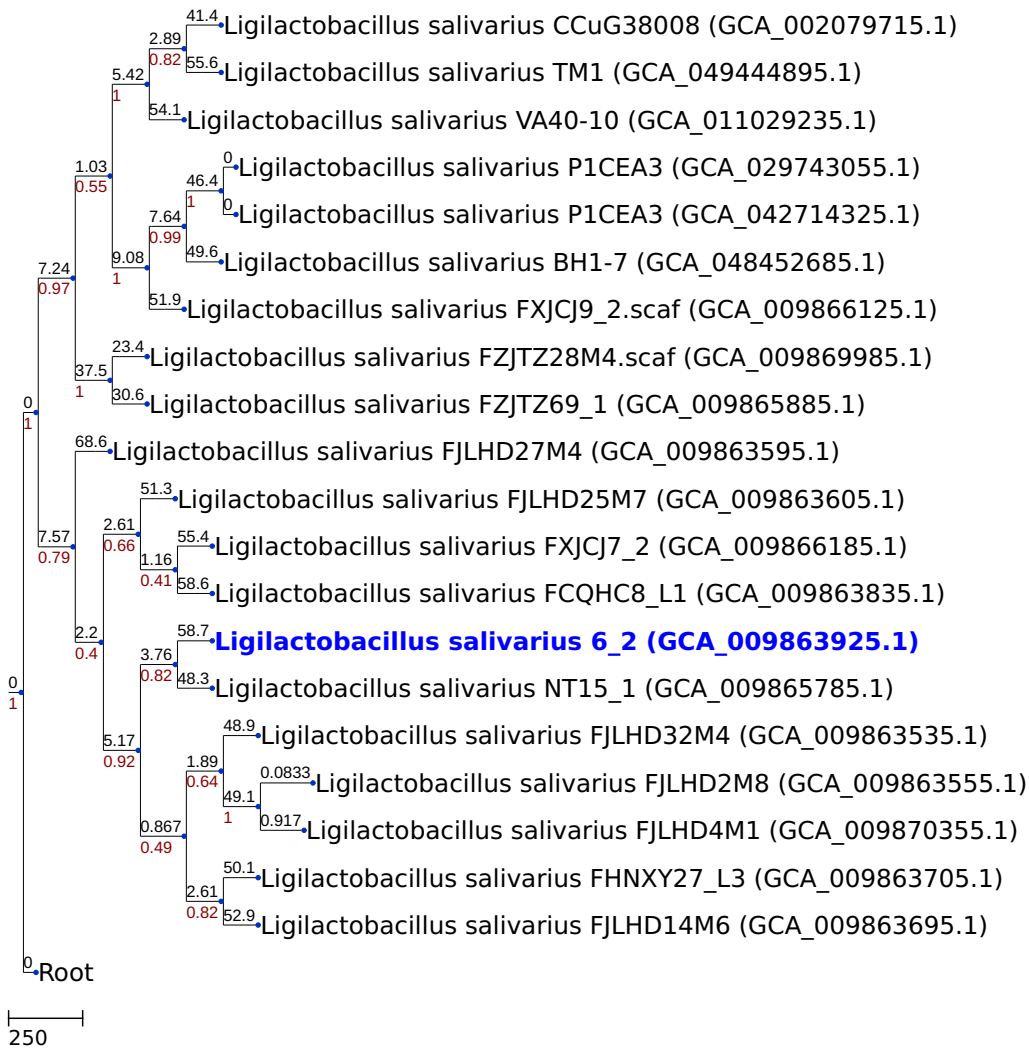 41.4
Ligilactobacillus salivarius CCuG38008 (GCA_002079715.1)
2.89
0.82
55.6
Ligilactobacillus salivarius TM1 (GCA_049444895.1)
5.42
1
54.1
Ligilactobacillus salivarius VA40-10 (GCA_011029235.1)
0
Ligilactobacillus salivarius P1CEA3 (GCA_029743055.1)
1.03
0.55
46.4
1
0
Ligilactobacillus salivarius P1CEA3 (GCA_042714325.1)
7.64
0.99
49.6
Ligilactobacillus salivarius BH1-7 (GCA_048452685.1)
9.08
1
7.24
0.97
51.9
Ligilactobacillus salivarius FXJCJ9_2.scaf (GCA_009866125.1)
23.4
Ligilactobacillus salivarius FZJTZ28M4.scaf (GCA_009869985.1)
37.5
1
30.6
Ligilactobacillus salivarius FZJTZ69_1 (GCA_009865885.1)
0
1
68.6
Ligilactobacillus salivarius FJLHD27M4 (GCA_009863595.1)
51.3
Ligilactobacillus salivarius FJLHD25M7 (GCA_009863605.1)
2.61
0.66
7.57
0.79
55.4
Ligilactobacillus salivarius FXJCJ7_2 (GCA_009866185.1)
1.16
0.41
58.6
Ligilactobacillus salivarius FCQHC8_L1 (GCA_009863835.1)
2.2
0.4
58.7
Ligilactobacillus salivarius 6_2 (GCA_009863925.1)
3.76
0.82
48.3
Ligilactobacillus salivarius NT15_1 (GCA_009865785.1)
0
1
5.17
0.92
48.9
Ligilactobacillus salivarius FJLHD32M4 (GCA_009863535.1)
1.89
0.64
0.0833
Ligilactobacillus salivarius FJLHD2M8 (GCA_009863555.1)
49.1
1
0.917
Ligilactobacillus salivarius FJLHD4M1 (GCA_009870355.1)
0.867
0.49
50.1
Ligilactobacillus salivarius FHNXY27_L3 (GCA_009863705.1)
2.61
0.82
52.9
Ligilactobacillus salivarius FJLHD14M6 (GCA_009863695.1)
0
Root
250